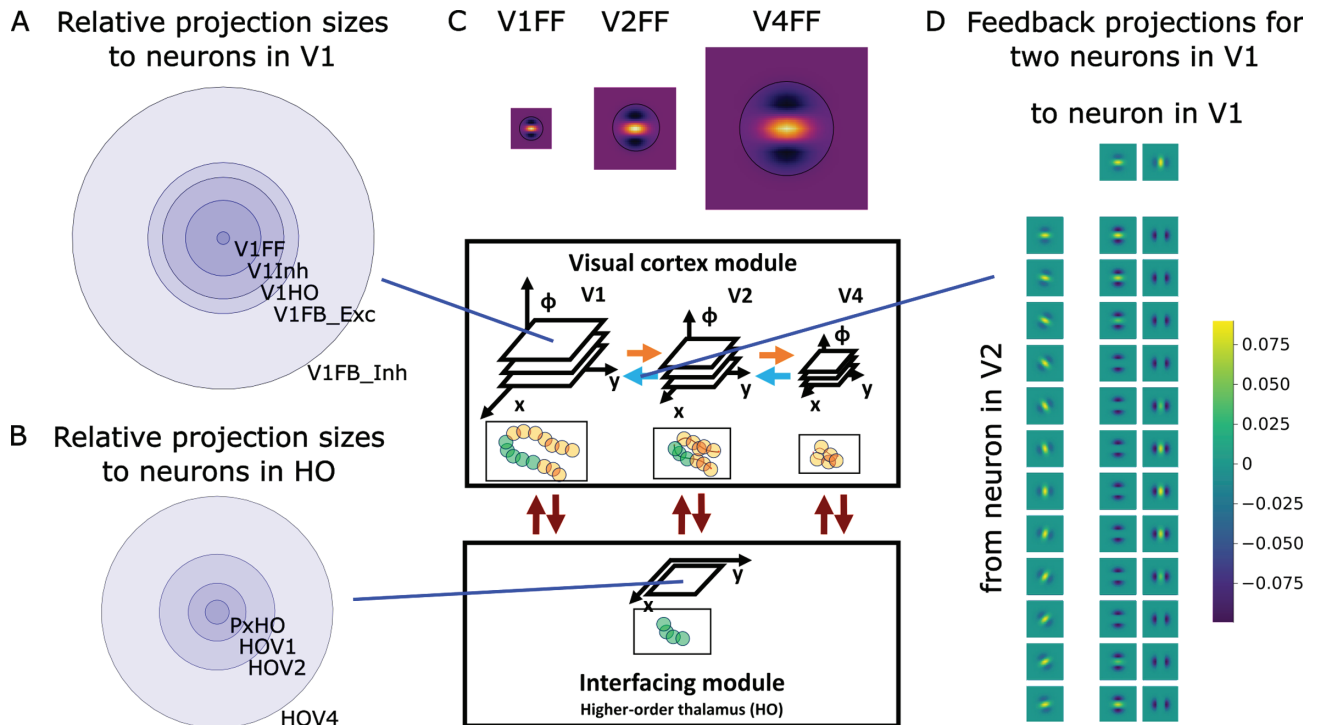 A Relative projection sizes
to neurons in V1
V1FF
V1Inh
V1HO
V1FB_Exc
V1FB_Inh
B Relative projection sizes
to neurons in HO
PxHO
HOV1
HOV2
HOV4
C V1FF V2FF V4FF
Visual cortex module
V1 V2 V4
ϕ ϕ ϕ
y y y
x x x
y
x
Interfacing module
Higher-order thalamus (HO)
D Feedback projections for
two neurons in V1
to neuron in V1
from neuron in V2
0.075
0.050
0.025
0
−0.025
−0.050
−0.075